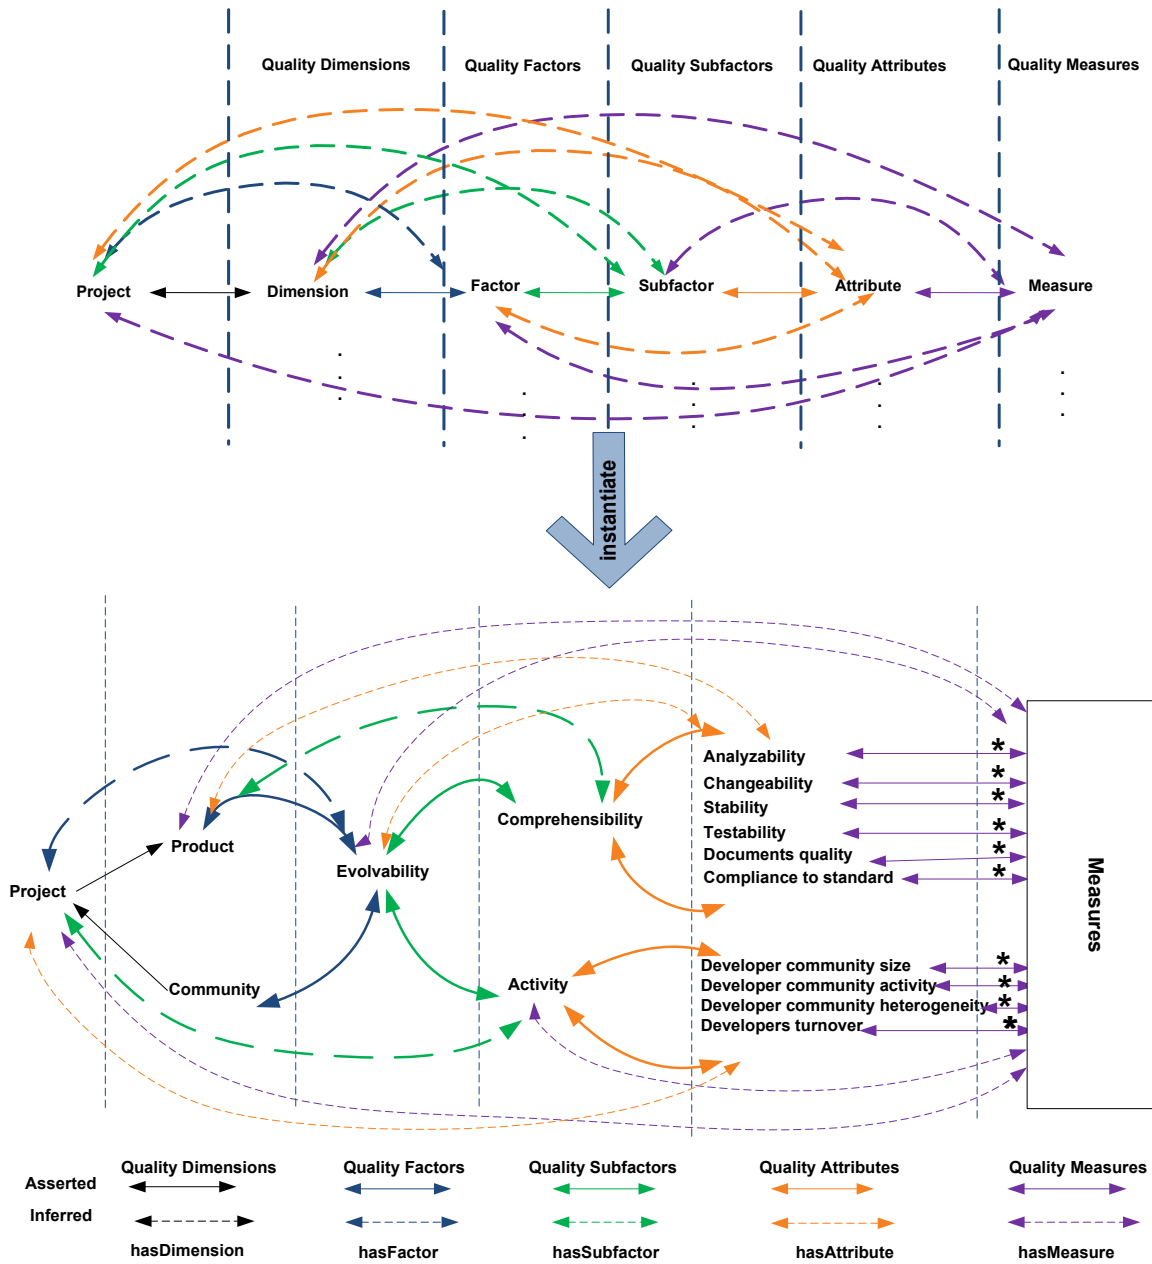 Quality Dimensions Quality Factors Quality Subfactors Quality Attributes Quality Measures
Project Dimension Factor Subfactor Attribute Measure
instantiate
Analyzability *
Changeability *
Stability *
Comprehensibility
Testability *
Product
Documents quality *
Evolvability
Compliance to standard *
Project
Measures
Developer community size *
Activity
Developer community activity *
Community
Developer community heterogeneity *
Developers turnover *
Quality Dimensions Quality Factors Quality Subfactors Quality Attributes Quality Measures
Asserted
Inferred
hasDimension hasFactor hasSubfactor hasAttribute hasMeasure